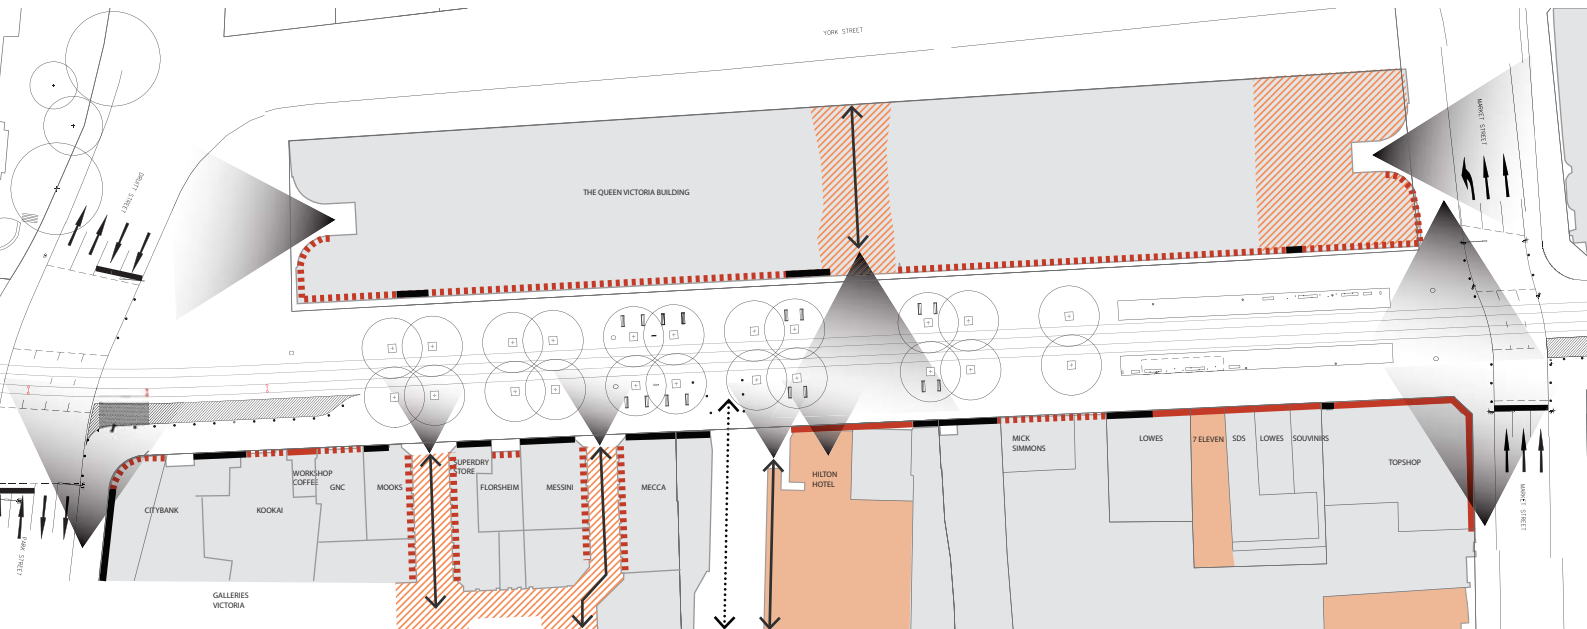 YORK STREET
MARKET STREET
DRUITT STREET
THE QUEEN VICTORIA BUILDING
MICK
SIMMONS
LOWES
7 ELEVEN
SDS
LOWES
SOUVINIRS
TOPSHOP
WORKSHOP
COFFEE
GNC
MOOKS
SUPERDRY
STORE
FLORSHEIM
MESSINI
MECCA
HILTON
HOTEL
CITYBANK
KOOKAI
MARKET STREET
PARK STREET
GALLERIES
VICTORIA